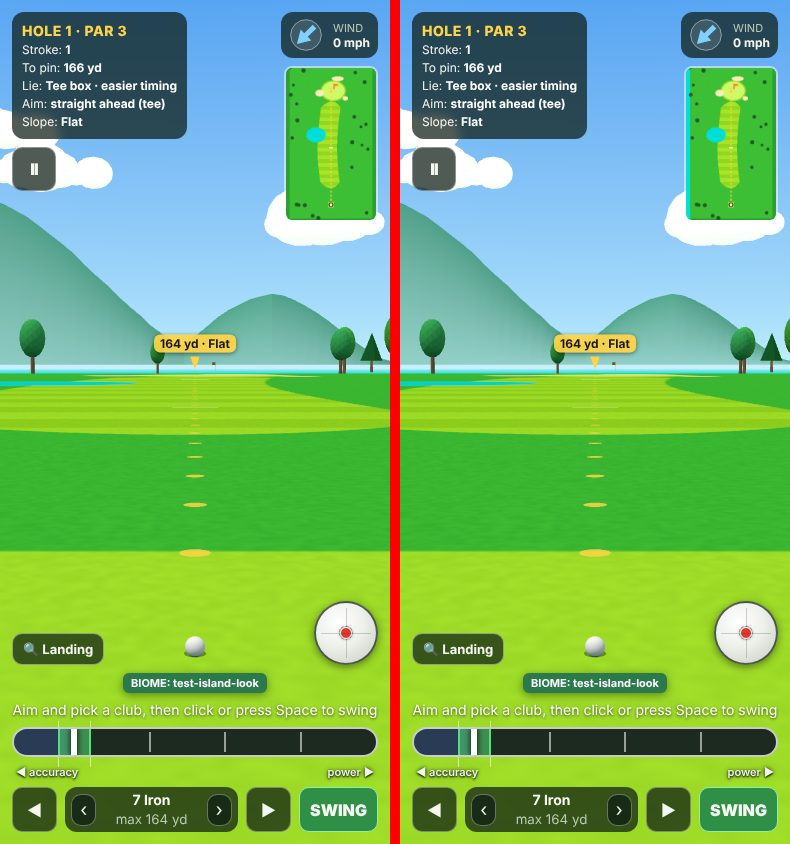 HOLE 1 · PAR 3
Stroke: 1
To pin: 166 yd
Lie: Tee box · easier timing
Aim: straight ahead (tee)
Slope: Flat
WIND
0 mph
164 yd · Flat
Landing
BIOME: test-island-look
Aim and pick a club, then click or press Space to swing
◀ accuracy
power ▶
7 Iron
max 164 yd
SWING
HOLE 1 · PAR 3
Stroke: 1
To pin: 166 yd
Lie: Tee box · easier timing
Aim: straight ahead (tee)
Slope: Flat
WIND
0 mph
164 yd · Flat
Landing
BIOME: test-island-look
Aim and pick a club, then click or press Space to swing
◀ accuracy
power ▶
7 Iron
max 164 yd
SWING